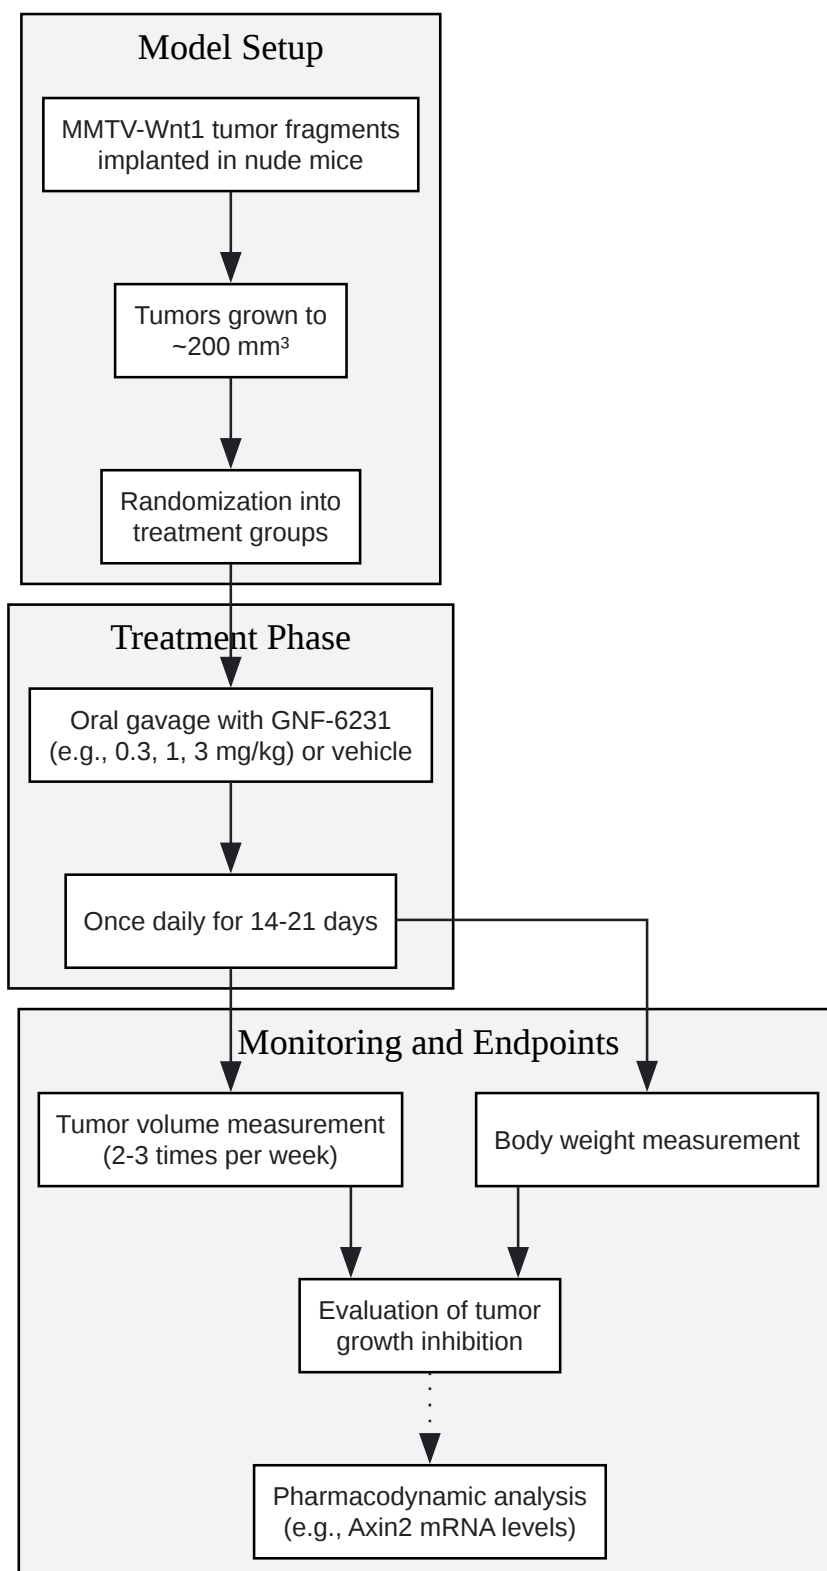 Model Setup
MMTV-Wnt1 tumor fragments
implanted in nude mice
Tumors grown to
~200 mm³
Randomization into
treatment groups
Treatment Phase
Oral gavage with GNF-6231
(e.g., 0.3, 1, 3 mg/kg) or vehicle
Once daily for 14-21 days
Monitoring and Endpoints
Tumor volume measurement
(2-3 times per week)
Body weight measurement
Evaluation of tumor
growth inhibition
Pharmacodynamic analysis
(e.g., Axin2 mRNA levels)